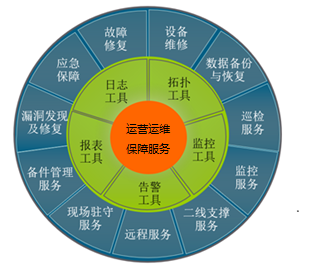 故障
修复
设备
维修
应急
保障
数据备份
与恢复
日志
工具
拓扑
工具
漏洞发现
及修复
巡检
服务
运营运维
保障服务
报表
工具
监控
工具
备件管理
服务
监控
服务
告警
工具
现场驻守
服务
二线支撑
服务
远程服务